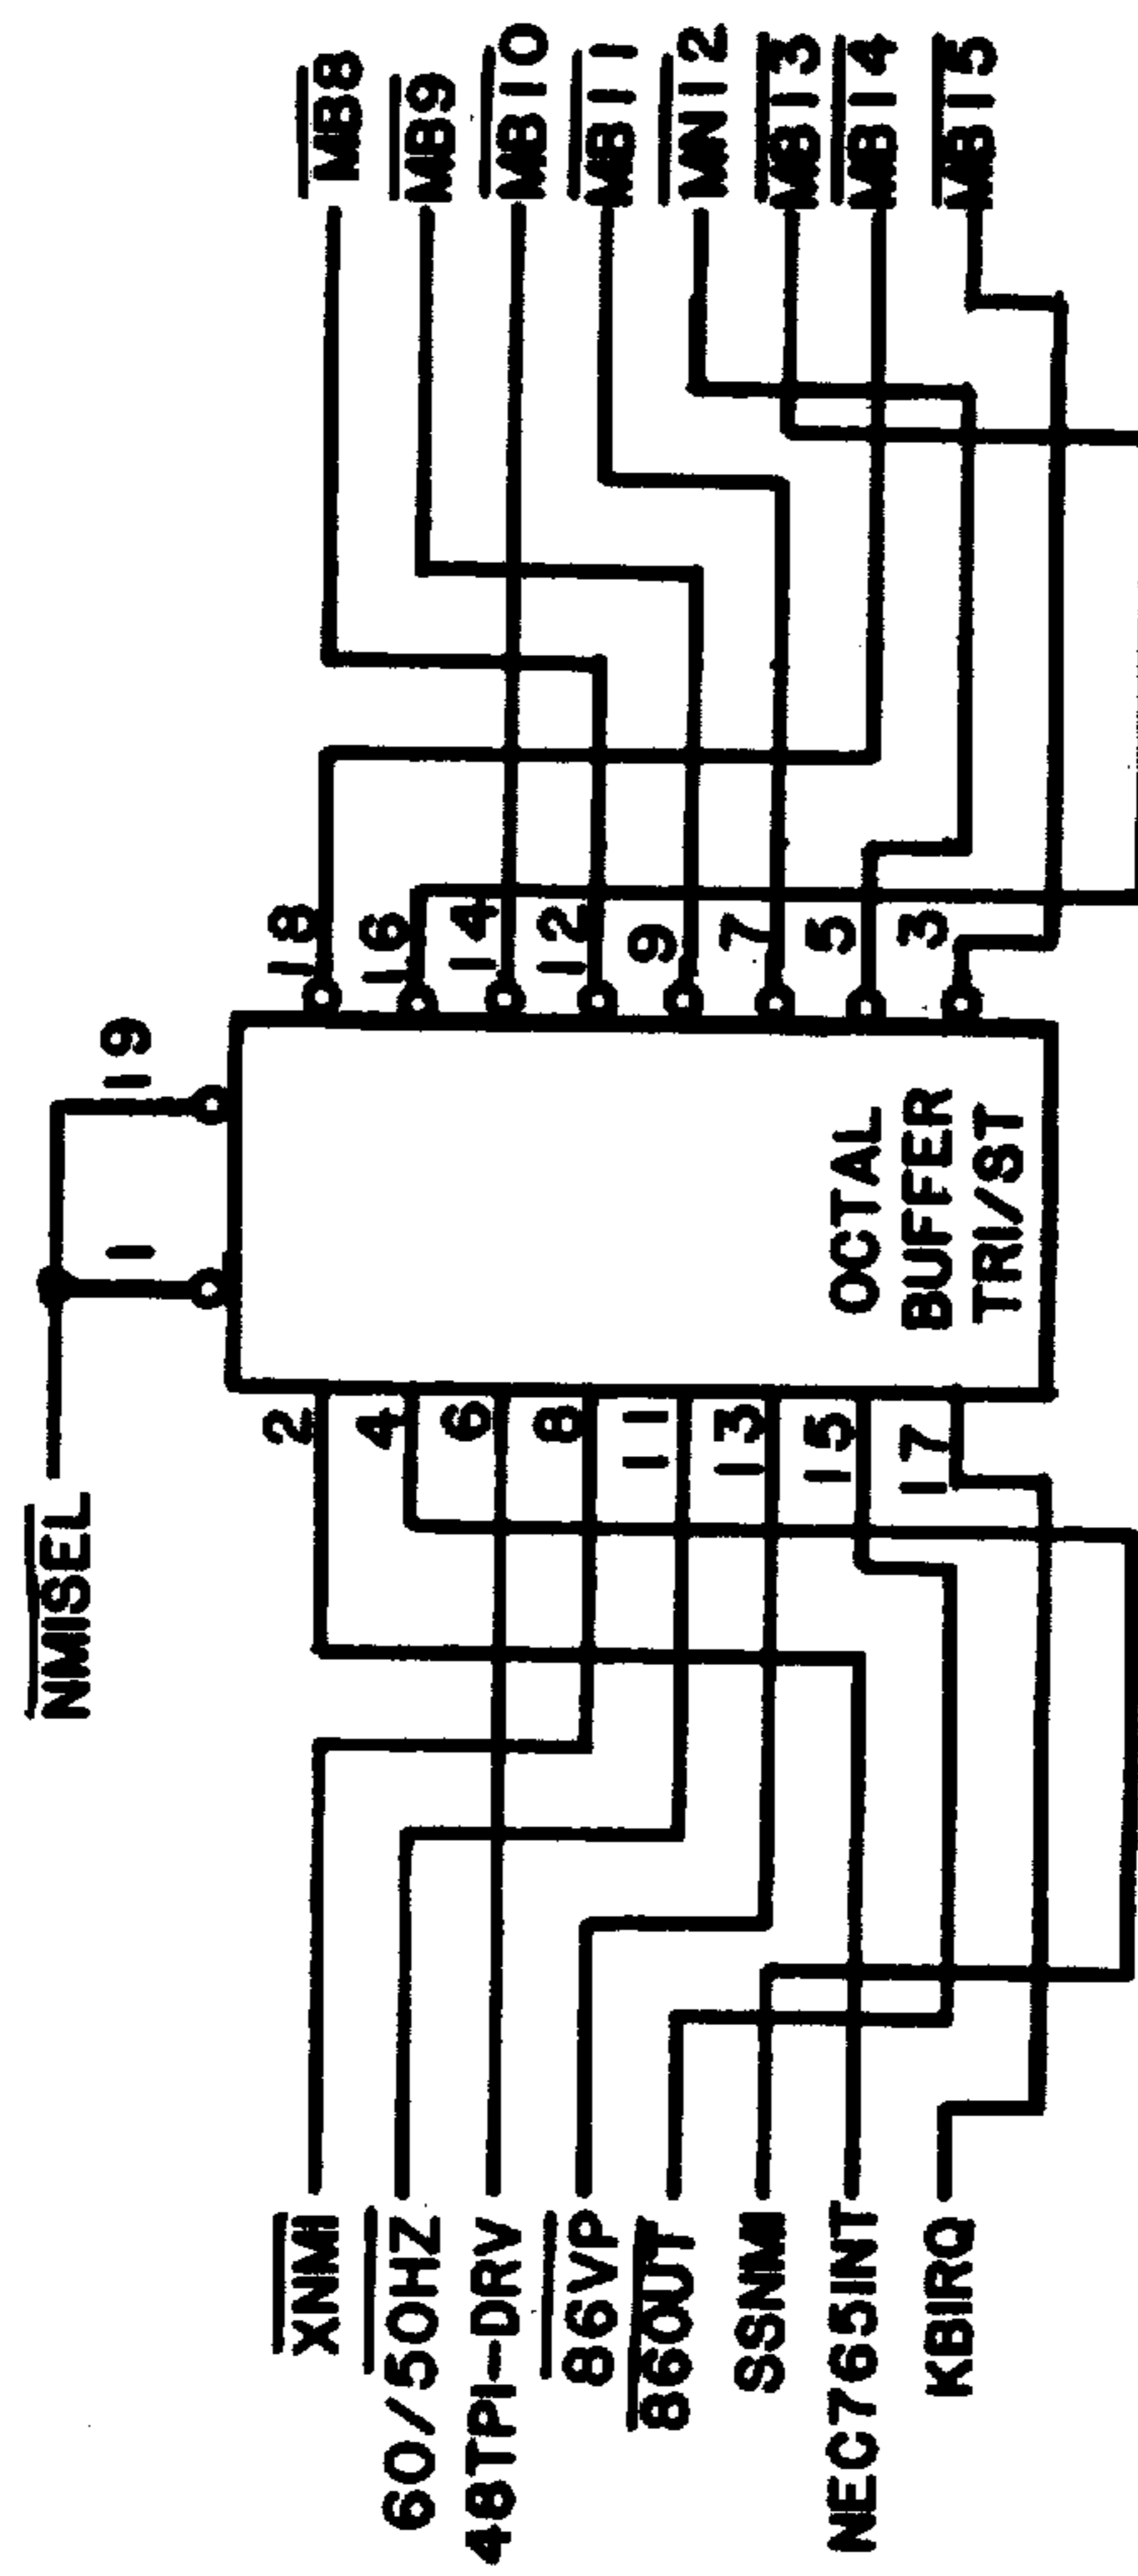 NMISEL
1
19
XNMI
60/50HZ
48TPI-DRV
86VP
86OUT
SSNMI
NEC765INT
KBIRQ
2
4
6
8
11
13
15
17
OCTAL
BUFFER
TRI/ST
18
16
14
12
9
7
5
3
MB8
MB9
MB10
MB11
MN12
MB13
MB14
MB15